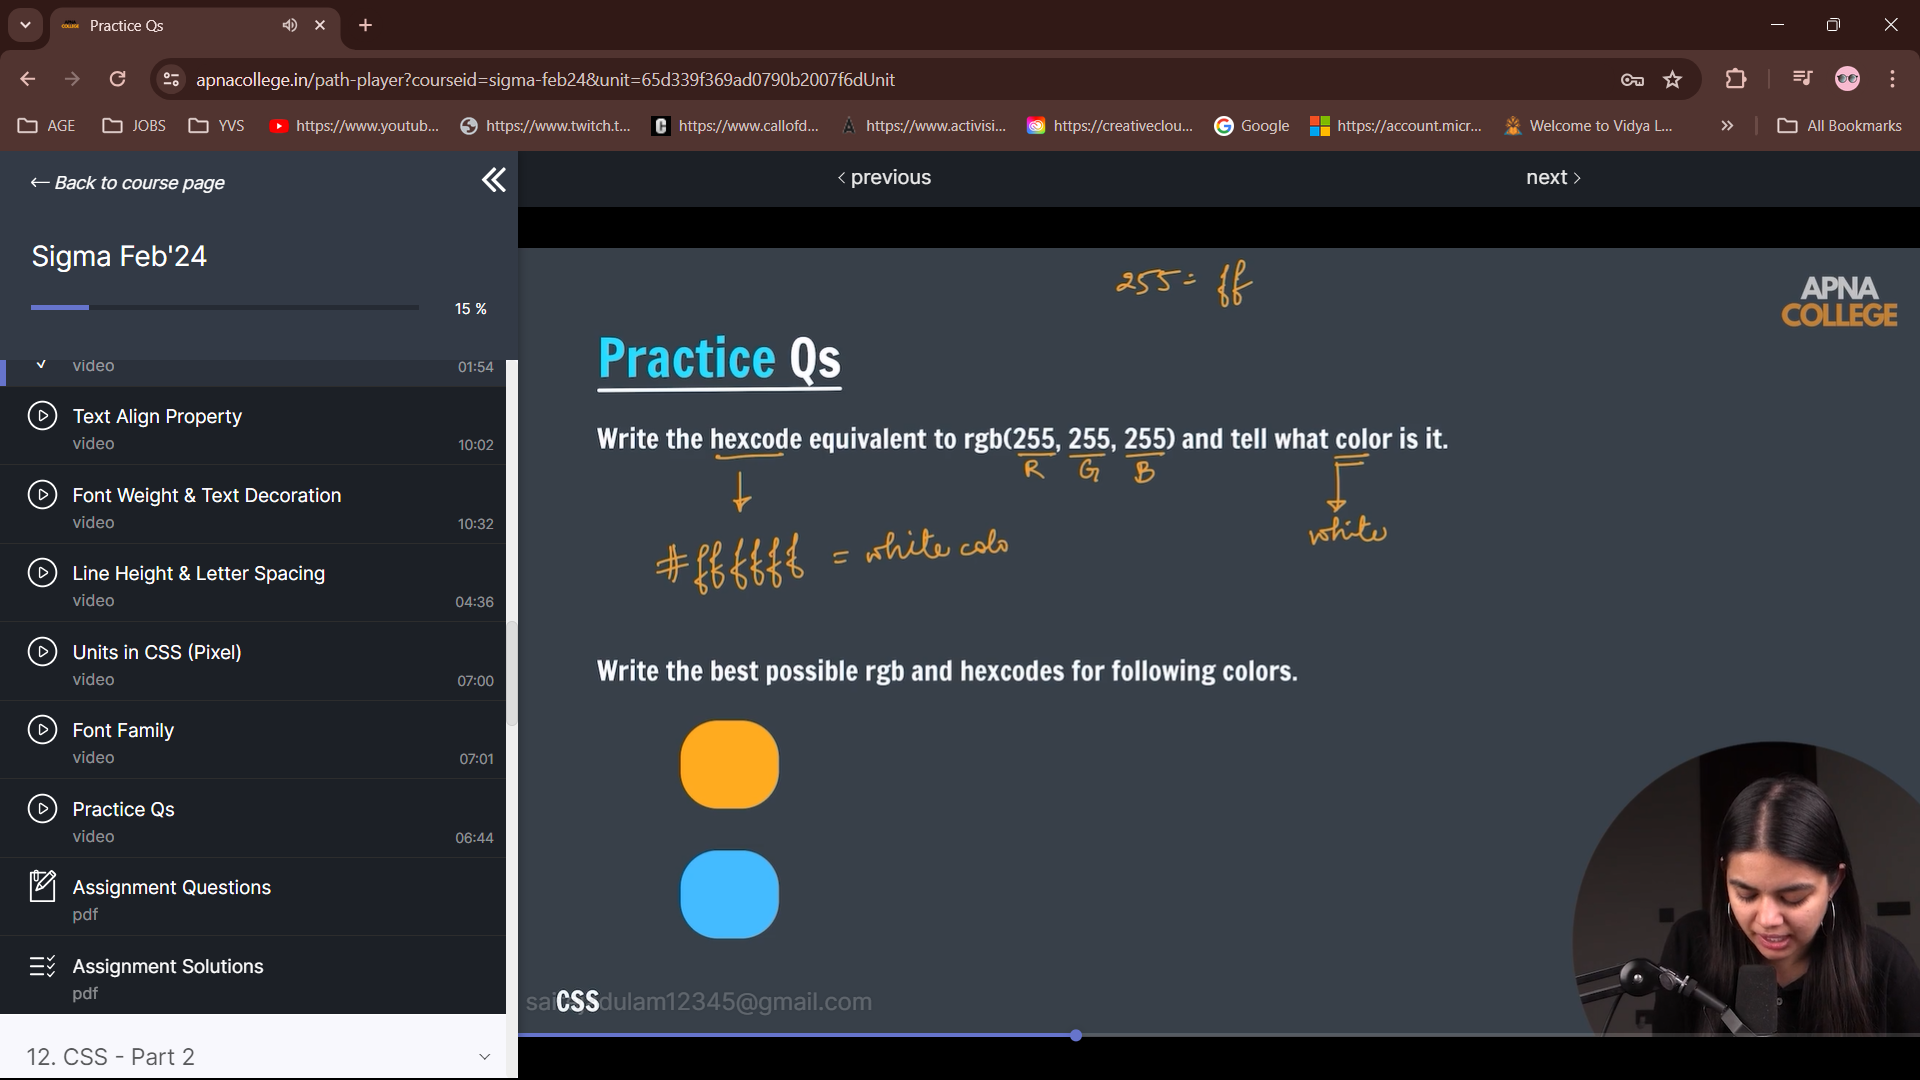 Practice Qs
apnacollege.in/path-player?courseid=sigma-feb24&unit=65d339f369ad0790b2007f6dUnit
AGE JOBS YVS https://www.youtub... https://www.twitch.t... https://www.callofd... https://www.activisi... https://creativeclou... Google https://account.micr... Welcome to Vidya L... All Bookmarks
Back to course page
Sigma Feb'24
15 %
video 01:54
Text Align Property
video 10:02
Font Weight & Text Decoration
video 10:32
Line Height & Letter Spacing
video 04:36
Units in CSS (Pixel)
video 07:00
Font Family
video 07:01
Practice Qs
video 06:44
Assignment Questions
pdf
Assignment Solutions
pdf
12. CSS - Part 2
previous next
255 = ff
APNA
COLLEGE
Practice Qs
Write the hexcode equivalent to rgb(255, 255, 255) and tell what color is it.
R G B
white
#ffffff = white colo
Write the best possible rgb and hexcodes for following colors.
CSS
dulam12345@gmail.com